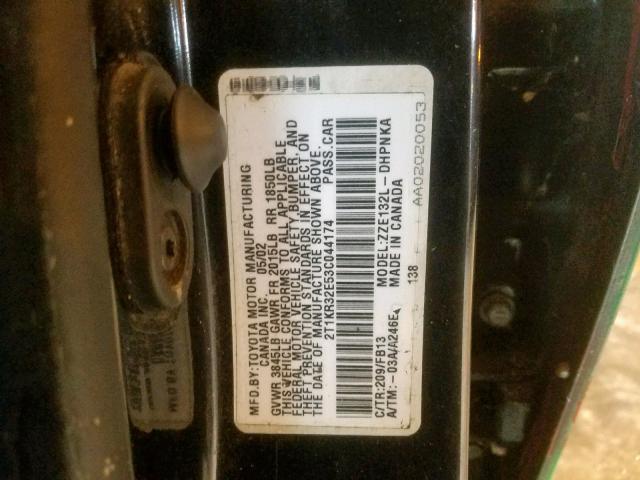 MFD.BY:TOYOTA MOTOR MANUFACTURING
CANADA INC. 05/02
GVWR 3845LB GAWR FR 2015LB RR 1850LB
THIS VEHICLE CONFORMS TO ALL APPLICABLE
FEDERAL MOTOR VEHICLE SAFETY, BUMPER, AND
THEFT PREVENTION STANDARDS IN EFFECT ON
THE DATE OF MANUFACTURE SHOWN ABOVE.
2T1KR32E53C044174 PASS. CAR
C/TR:209/FB13 MODEL:ZZE132L-DHPNKA
A/TM:-03A/A246E MADE IN CANADA
138
AA02020053